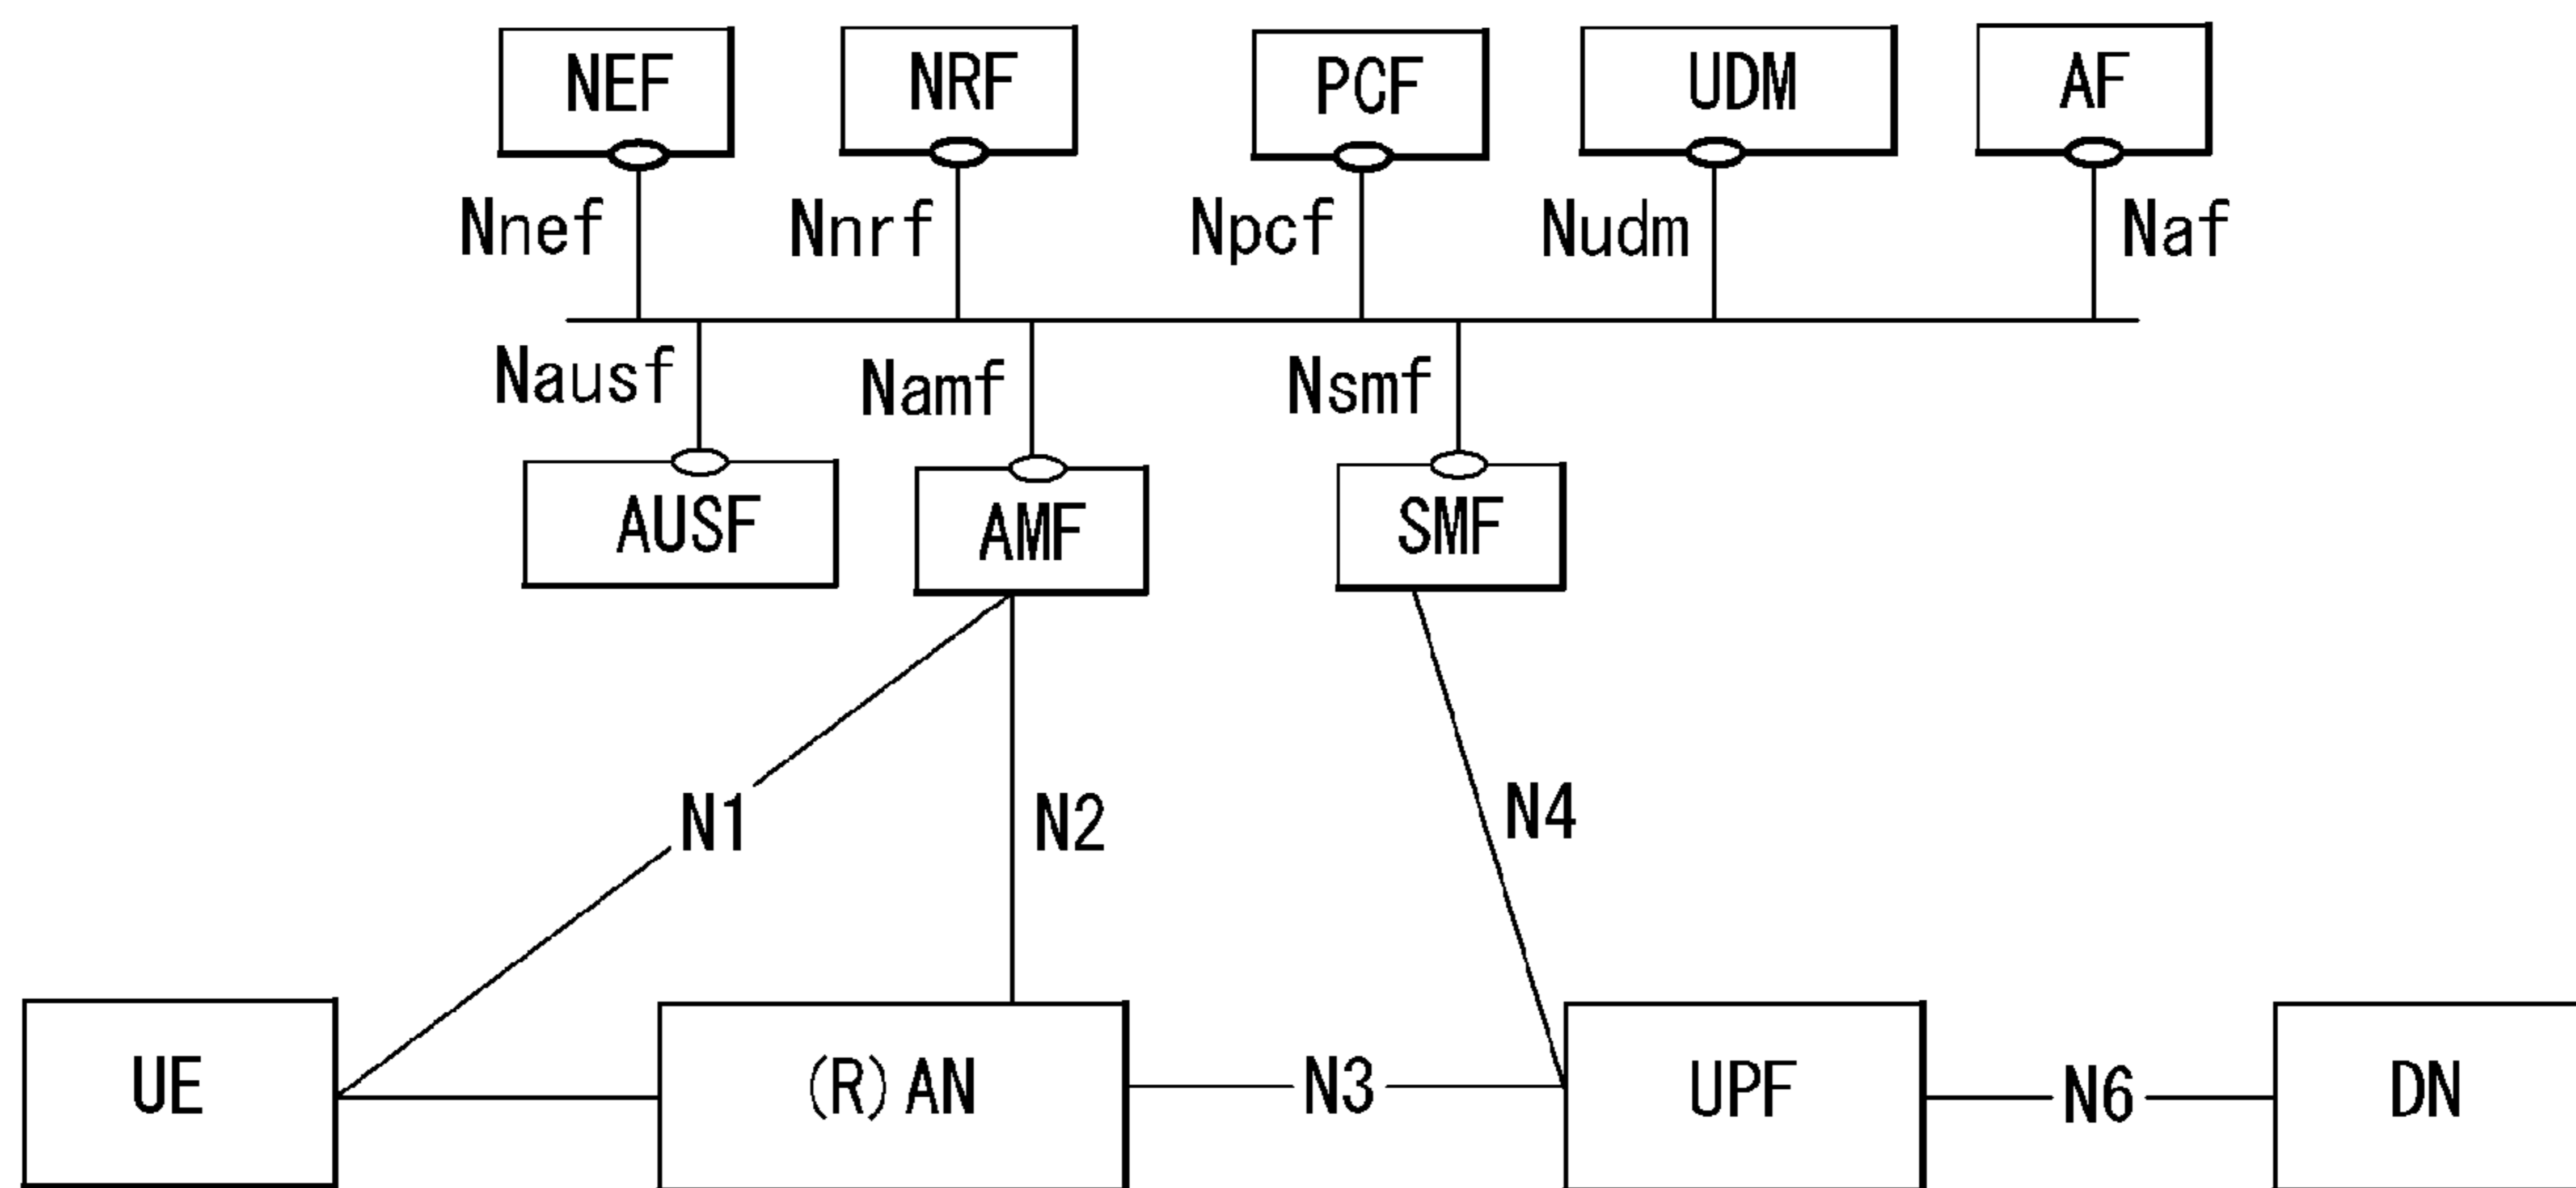 NEF NRF PCF UDM AF
Nnef Nnrf Npcf Nudm Naf
Nausf Namf Nsmf
AUSF AMF SMF
N1 N2 N4
UE (R) AN N3 UPF N6 DN